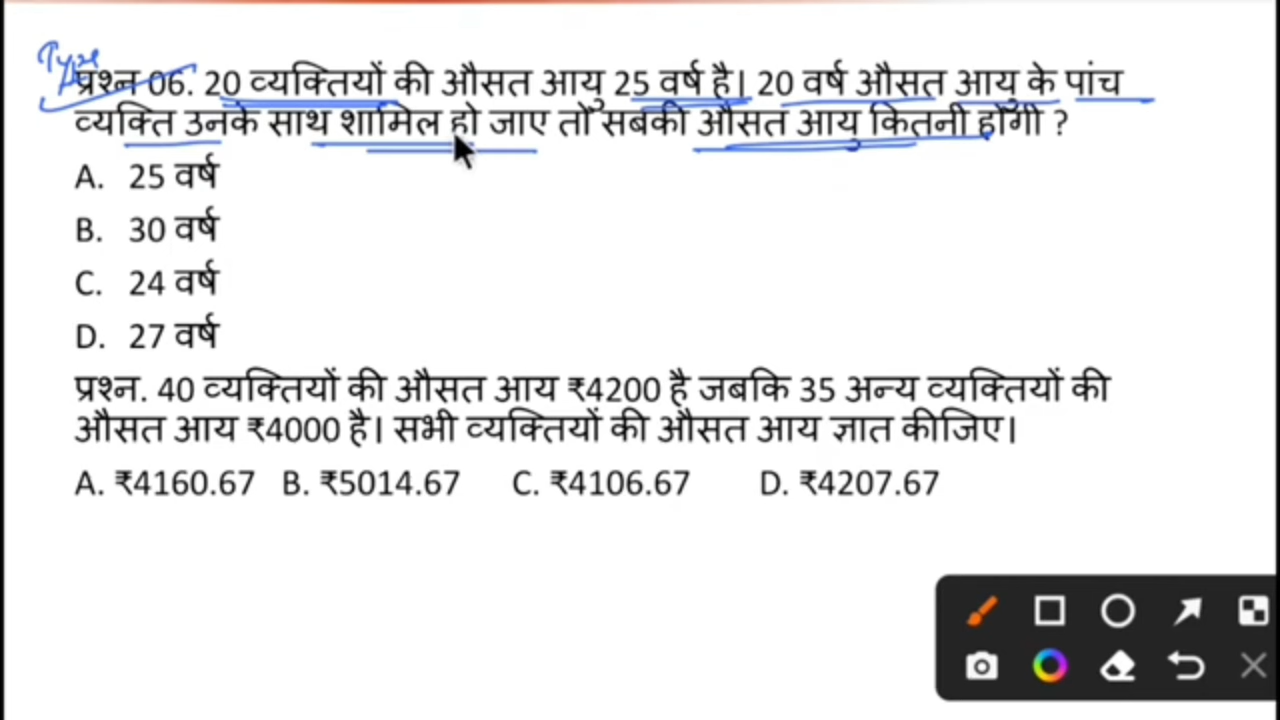 Type
प्रश्न 06. 20 व्यक्तियों की औसत आयु 25 वर्ष है। 20 वर्ष औसत आयु के पांच
व्यक्ति उनके साथ शामिल हो जाए तो सबकी औसत आयु कितनी होगी ?
A. 25 वर्ष
B. 30 वर्ष
C. 24 वर्ष
D. 27 वर्ष
प्रश्न. 40 व्यक्तियों की औसत आय ₹4200 है जबकि 35 अन्य व्यक्तियों की
औसत आय ₹4000 है। सभी व्यक्तियों की औसत आय ज्ञात कीजिए।
A. ₹4160.67 B. ₹5014.67 C. ₹4106.67 D. ₹4207.67